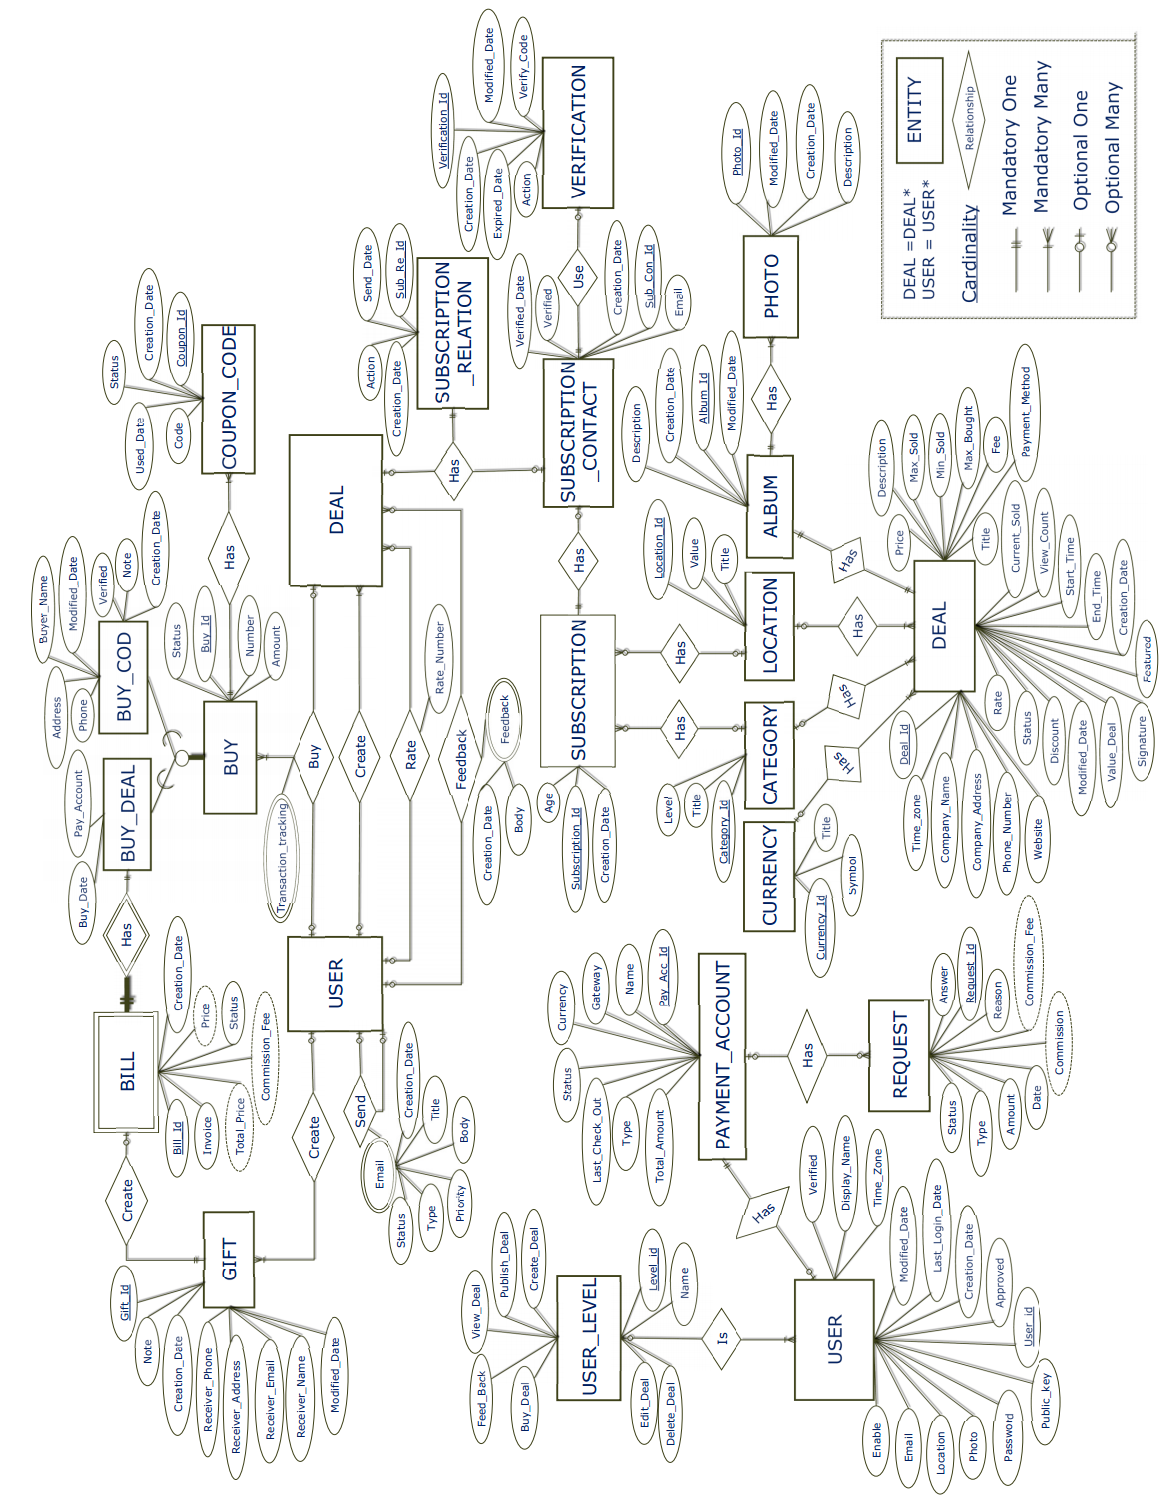 Verification_Id
Modified_Date
Verify_Code
Creation_Date
Expired_Date
Action
VERIFICATION
Use
Send_Date
Sub_Re_Id
Action
Creation_Date
SUBSCRIPTION
_RELATION
Has
Verified_Date
Verified
Creation_Date
Sub_Con_Id
Email
SUBSCRIPTION
_CONTACT
Has
Status
Creation_Date
Coupon_Id
Used_Date
Code
COUPON_CODE
Has
Buyer_Name
Modified_Date
Verified
Note
Creation_Date
Address
Phone
BUY_COD
Status
Buy_Id
Number
Amount
BUY
Pay_Account
Buy_Date
BUY_DEAL
Has
DEAL
Buy
Create
Rate
Rate_Number
Feedback
Feedback
Creation_Date
Body
Transaction_tracking
USER
BILL
Creation_Date
Price
Status
Commission_Fee
Bill_Id
Invoice
Total_Price
Create
Create
Send
Email
Creation_Date
Title
Body
Status
Type
Priority
GIFT
Gift_Id
Note
Creation_Date
Receiver_Phone
Receiver_Address
Receiver_Email
Receiver_Name
Modified_Date
SUBSCRIPTION
Age
Subscription_Id
Creation_Date
Has
Has
Location_Id
Value
Title
LOCATION
Level
Title
Category_Id
CATEGORY
CURRENCY
Currency_Id
Title
Symbol
Description
Creation_Date
Album_Id
Modified_Date
ALBUM
Has
PHOTO
Photo_Id
Modified_Date
Creation_Date
Description
Has
Has
Has
Has
DEAL
Description
Max_Sold
Min_Sold
Max_Bought
Fee
Payment_Method
Price
Title
Current_Sold
View_Count
Start_Time
End_Time
Creation_Date
Featured
Deal_Id
Time_zone
Company_Name
Company_Address
Phone_Number
Website
Rate
Status
Discount
Modified_Date
Value_Deal
Signature
PAYMENT_ACCOUNT
Currency
Gateway
Name
Pay_Acc_Id
Status
Last_Check_Out
Type
Total_Amount
Has
REQUEST
Answer
Request_Id
Reason
Commission_Fee
Commission
Status
Type
Amount
Date
Has
USER
Verified
Display_Name
Time_Zone
Modified_Date
Last_Login_Date
Creation_Date
Approved
User_id
Enable
Email
Location
Photo
Password
Public_key
Is
USER_LEVEL
View_Deal
Publish_Deal
Create_Deal
Feed_Back
Buy_Deal
Level_id
Name
Edit_Deal
Delete_Deal
DEAL =DEAL*
USER = USER*
ENTITY
Cardinality
Relationship
Mandatory One
Mandatory Many
Optional One
Optional Many